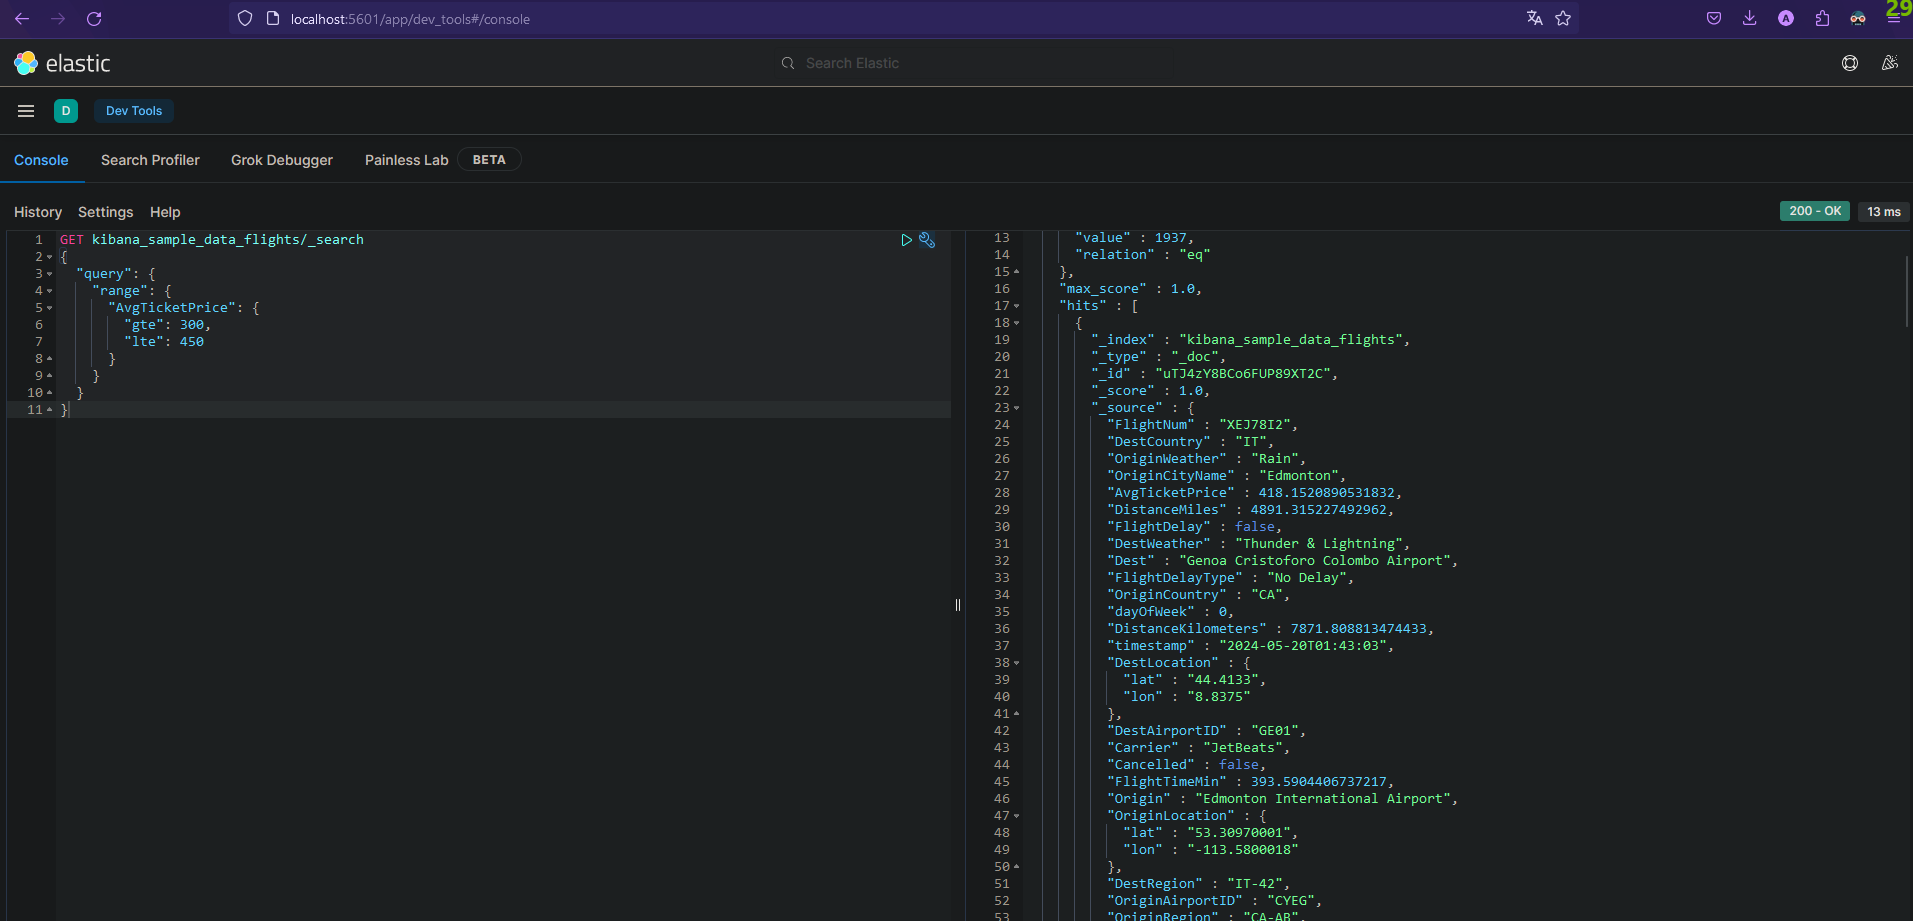 localhost:5601/app/dev_tools#/console
29
elastic
Search Elastic
D
Dev Tools
Console
Search Profiler
Grok Debugger
Painless Lab
BETA
History
Settings
Help
200 - OK
13 ms
1 GET kibana_sample_data_flights/_search
2 {
3 "query": {
4 "range": {
5 "AvgTicketPrice": {
6 "gte": 300,
7 "lte": 450
8 }
9 }
10 }
11 }
13 "value" : 1937,
14 "relation" : "eq"
15 },
16 "max_score" : 1.0,
17 "hits" : [
18 {
19 "_index" : "kibana_sample_data_flights",
20 "_type" : "_doc",
21 "_id" : "uTJ4zY8BCo6FUP89XT2C",
22 "_score" : 1.0,
23 "_source" : {
24 "FlightNum" : "XEJ78I2",
25 "DestCountry" : "IT",
26 "OriginWeather" : "Rain",
27 "OriginCityName" : "Edmonton",
28 "AvgTicketPrice" : 418.1520890531832,
29 "DistanceMiles" : 4891.315227492962,
30 "FlightDelay" : false,
31 "DestWeather" : "Thunder & Lightning",
32 "Dest" : "Genoa Cristoforo Colombo Airport",
33 "FlightDelayType" : "No Delay",
34 "OriginCountry" : "CA",
35 "dayOfWeek" : 0,
36 "DistanceKilometers" : 7871.808813474433,
37 "timestamp" : "2024-05-20T01:43:03",
38 "DestLocation" : {
39 "lat" : "44.4133",
40 "lon" : "8.8375"
41 },
42 "DestAirportID" : "GE01",
43 "Carrier" : "JetBeats",
44 "Cancelled" : false,
45 "FlightTimeMin" : 393.5904406737217,
46 "Origin" : "Edmonton International Airport",
47 "OriginLocation" : {
48 "lat" : "53.30970001",
49 "lon" : "-113.5800018"
50 },
51 "DestRegion" : "IT-42",
52 "OriginAirportID" : "CYEG",
53 "OriginRegion" : "CA-AB",